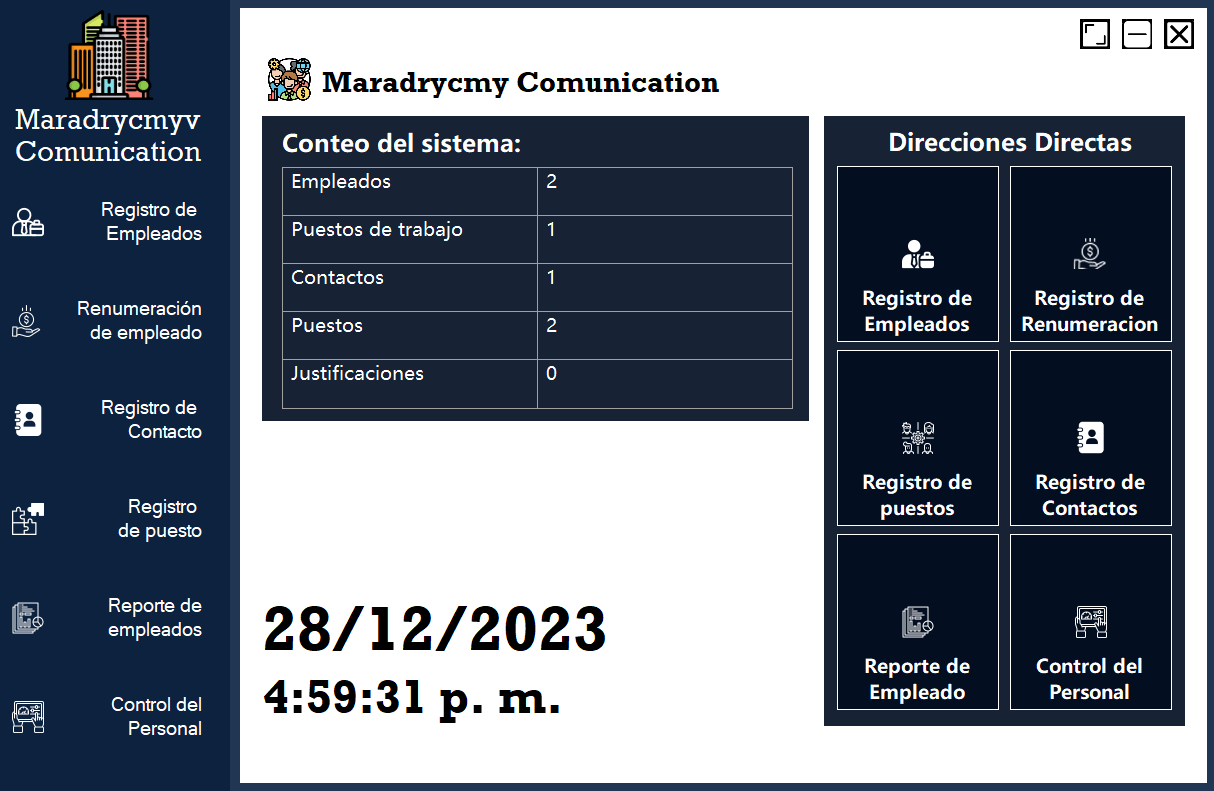 Maradrycmyv
Comunication
Registro de
Empleados
Renumeración
de empleado
Registro de
Contacto
Registro
de puesto
Reporte de
empleados
Control del
Personal
Maradrycmy Comunication
Conteo del sistema:
Empleados 2
Puestos de trabajo 1
Contactos 1
Puestos 2
Justificaciones 0
28/12/2023
4:59:31 p. m.
Direcciones Directas
Registro de
Empleados
Registro de
Renumeracion
Registro de
puestos
Registro de
Contactos
Reporte de
Empleado
Control del
Personal